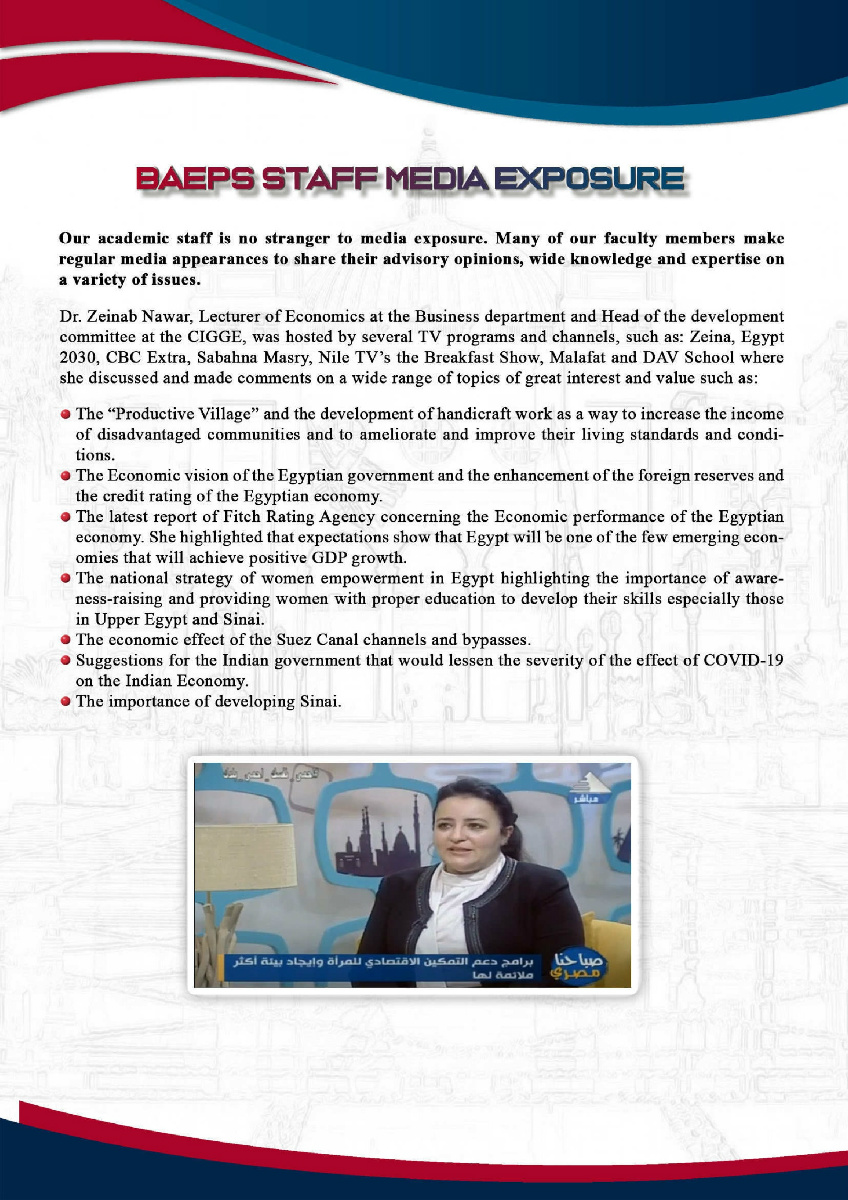 BAEPS STAFF MEDIA EXPOSURE
Our academic staff is no stranger to media exposure. Many of our faculty members make
regular media appearances to share their advisory opinions, wide knowledge and expertise on
a variety of issues.
Dr. Zeinab Nawar, Lecturer of Economics at the Business department and Head of the development
committee at the CIGGE, was hosted by several TV programs and channels, such as: Zeina, Egypt
2030, CBC Extra, Sabahna Masry, Nile TV’s the Breakfast Show, Malafat and DAV School where
she discussed and made comments on a wide range of topics of great interest and value such as:
The “Productive Village” and the development of handicraft work as a way to increase the income
of disadvantaged communities and to ameliorate and improve their living standards and condi-
tions.
The Economic vision of the Egyptian government and the enhancement of the foreign reserves and
the credit rating of the Egyptian economy.
The latest report of Fitch Rating Agency concerning the Economic performance of the Egyptian
economy. She highlighted that expectations show that Egypt will be one of the few emerging econ-
omies that will achieve positive GDP growth.
The national strategy of women empowerment in Egypt highlighting the importance of aware-
ness-raising and providing women with proper education to develop their skills especially those
in Upper Egypt and Sinai.
The economic effect of the Suez Canal channels and bypasses.
Suggestions for the Indian government that would lessen the severity of the effect of COVID-19
on the Indian Economy.
The importance of developing Sinai.
مباشر
برامج دعم التمكين الاقتصادي للمرأة وإيجاد بيئة أكثر
ملائمة لها
صباحنا
مصري